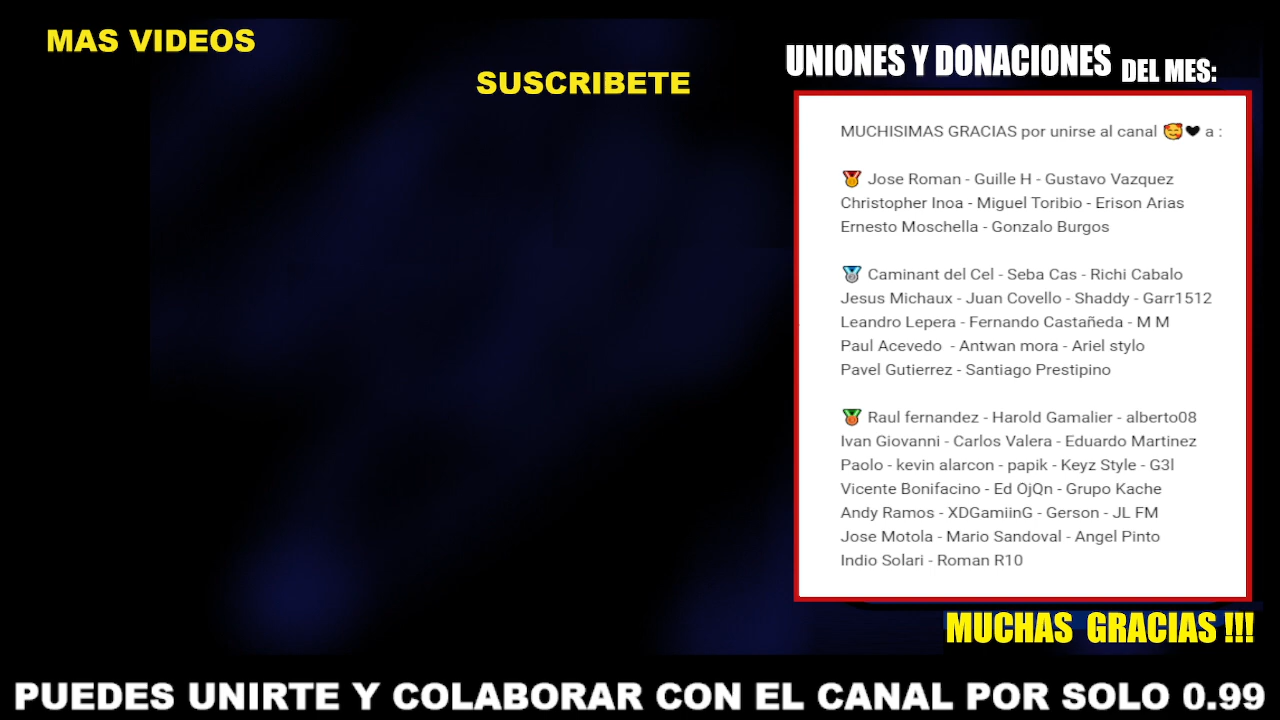 MAS VIDEOS
SUSCRIBETE
UNIONES Y DONACIONES DEL MES:
MUCHISIMAS GRACIAS por unirse al canal 🥰🖤 a :
🏅 Jose Roman - Guille H - Gustavo Vazquez
Christopher Inoa - Miguel Toribio - Erison Arias
Ernesto Moschella - Gonzalo Burgos
Caminant del Cel - Seba Cas - Richi Cabalo
Jesus Michaux - Juan Covello - Shaddy - Garr1512
Leandro Lepera - Fernando Castañeda - M M
Paul Acevedo - Antwan mora - Ariel stylo
Pavel Gutierrez - Santiago Prestipino
Raul fernandez - Harold Gamalier - alberto08
Ivan Giovanni - Carlos Valera - Eduardo Martinez
Paolo - kevin alarcon - papik - Keyz Style - G3l
Vicente Bonifacino - Ed OjQn - Grupo Kache
Andy Ramos - XDGamiinG - Gerson - JL FM
Jose Motola - Mario Sandoval - Angel Pinto
Indio Solari - Roman R10
MUCHAS GRACIAS !!!
PUEDES UNIRTE Y COLABORAR CON EL CANAL POR SOLO 0.99